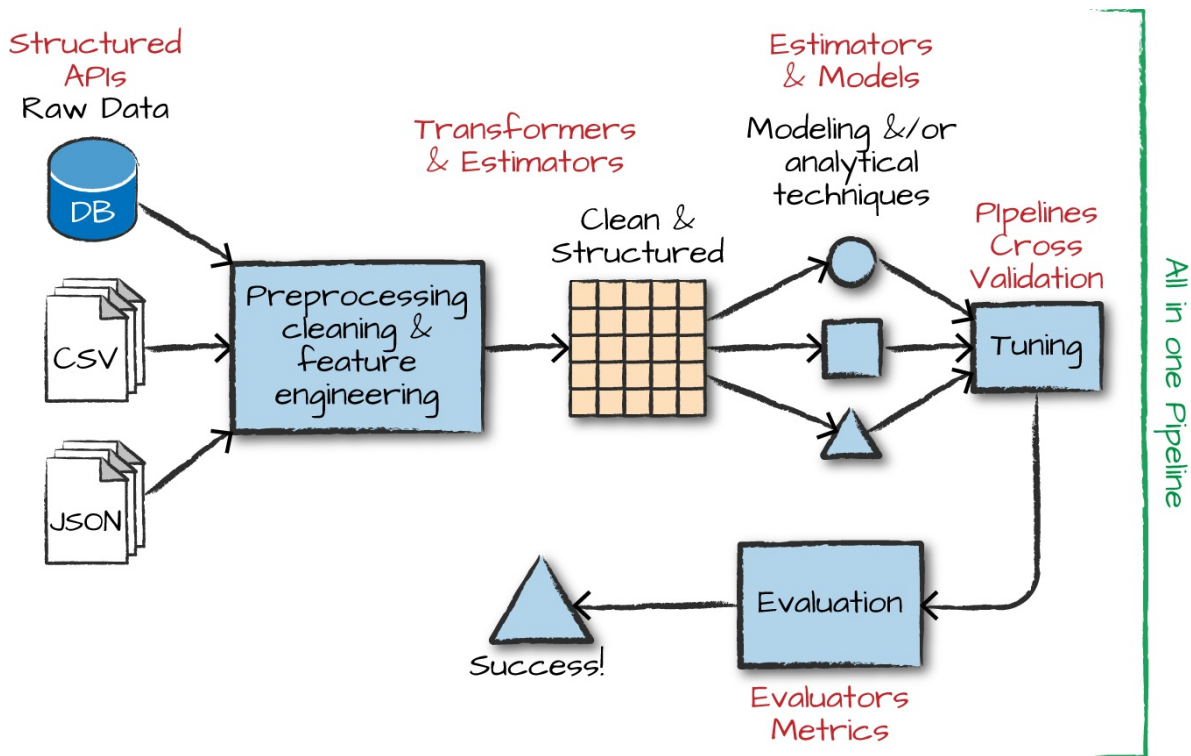 Structured
APIs
Raw Data
DB
CSV
JSON
Preprocessing
cleaning &
feature
engineering
Transformers
& Estimators
Clean &
Structured
Estimators
& Models
Modeling &/or
analytical
techniques
PIpelines
Cross
Validation
Tuning
Evaluation
Evaluators
Metrics
Success!
All in one Pipeline